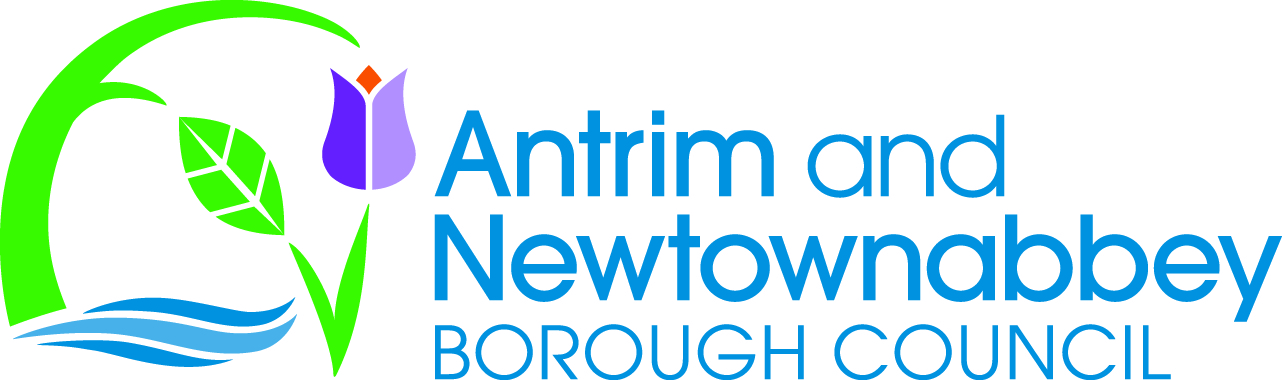 Antrim and
Newtownabbey
BOROUGH COUNCIL